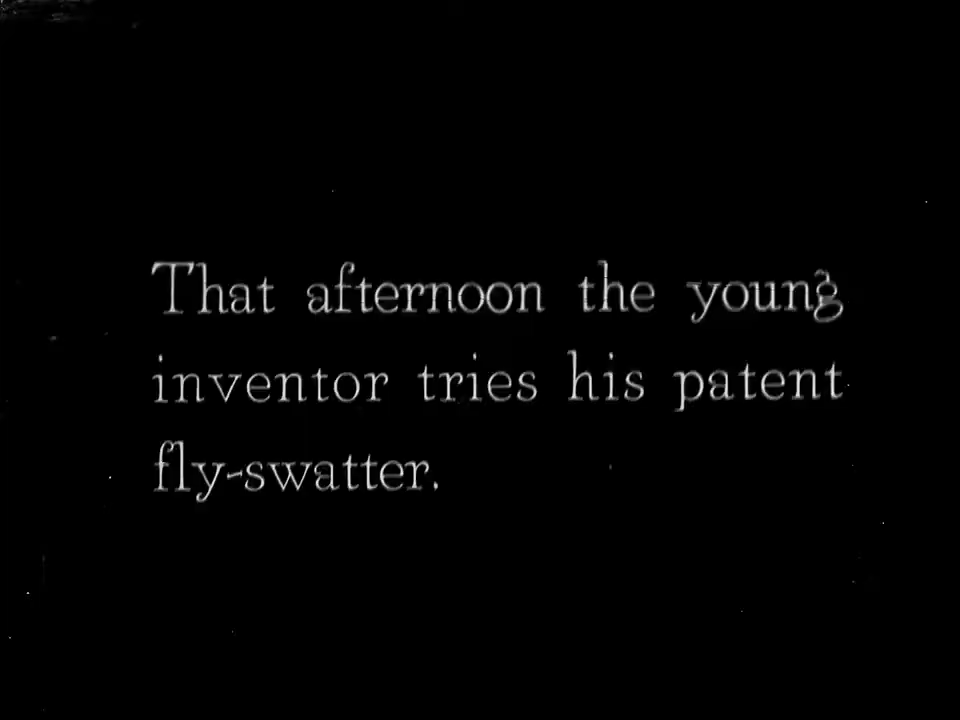 That afternoon the young
inventor tries his patent
fly-swatter.